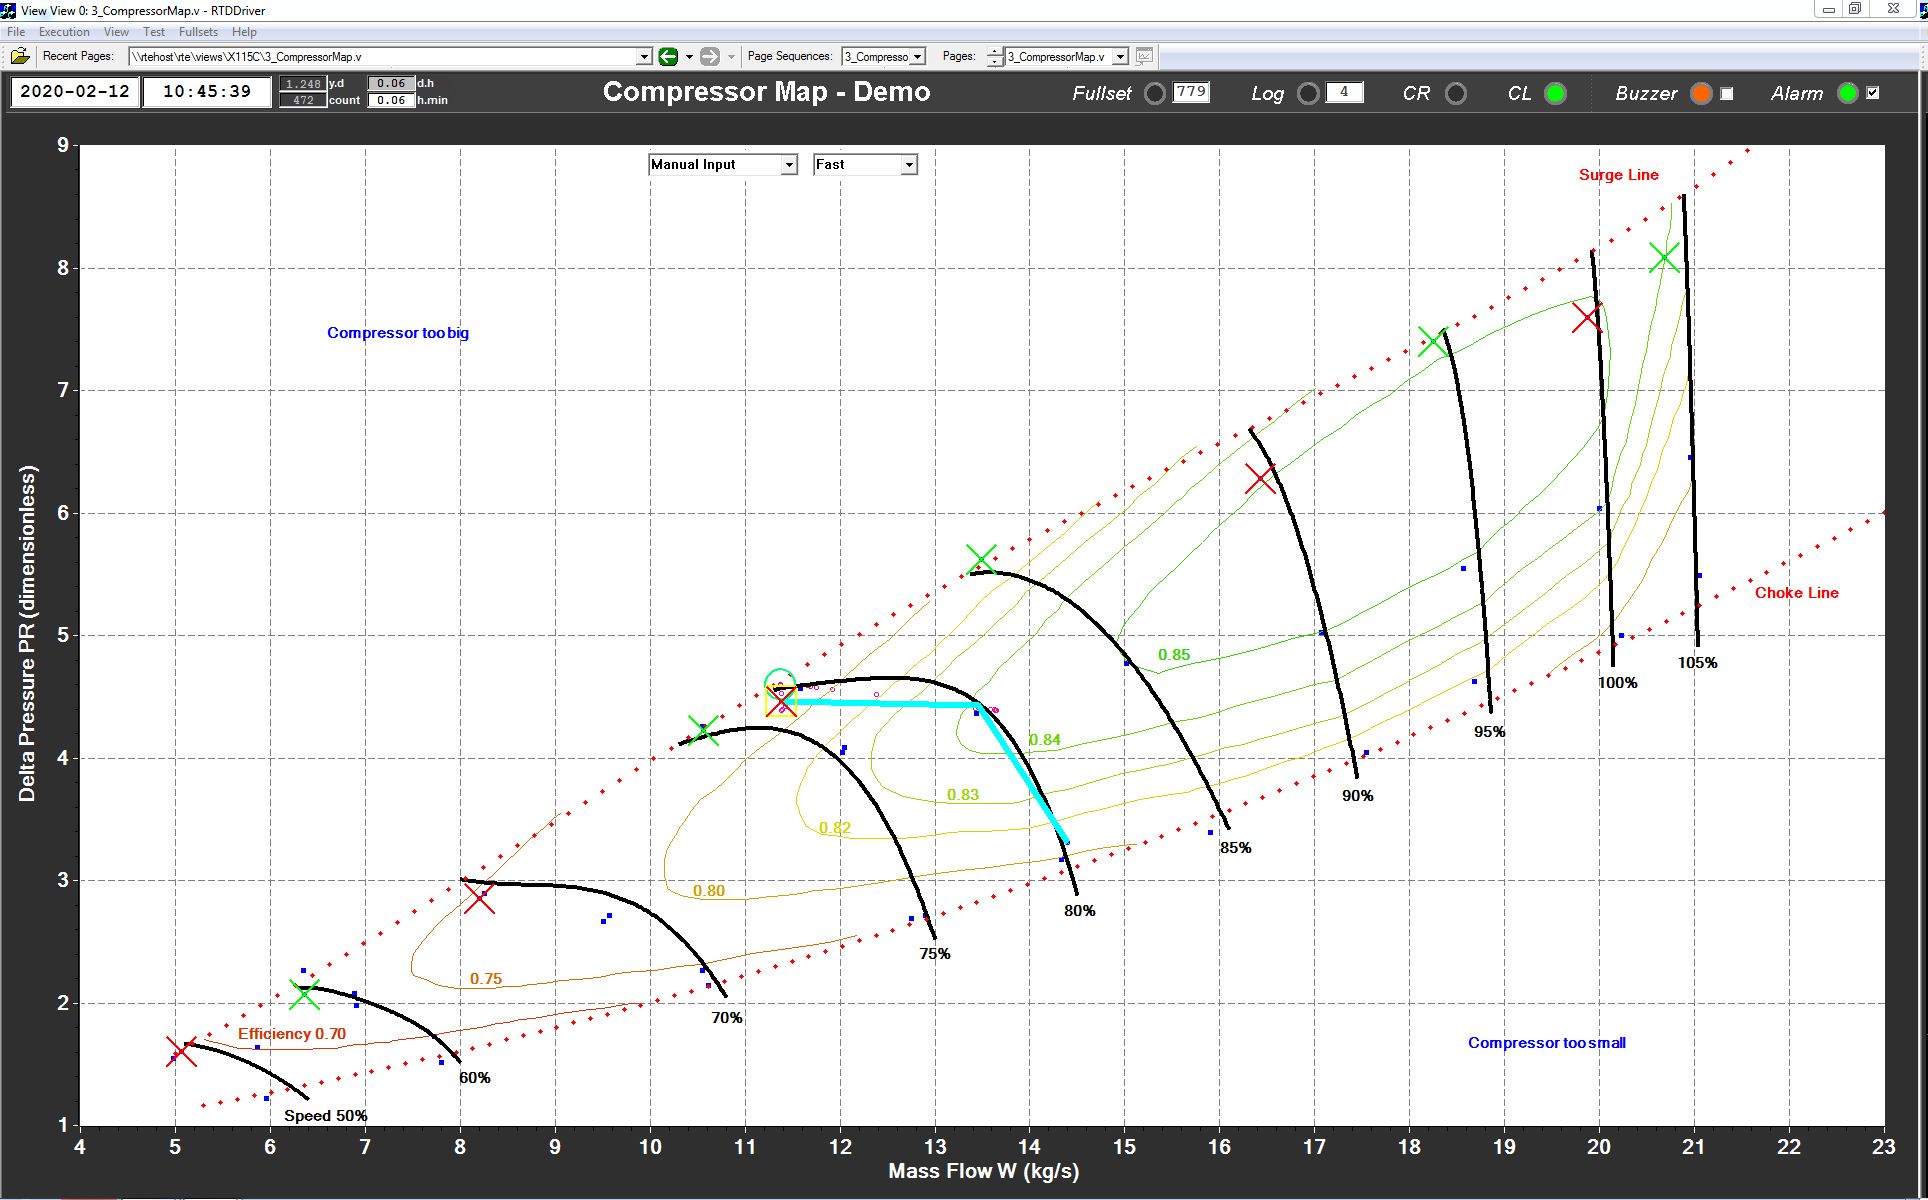 View View 0: 3_CompressorMap.v - RTDDriver
File Execution View Test Fullsets Help
Recent Pages: \\rtehost\rte\views\X115C\3_CompressorMap.v Page Sequences: 3_Compresso Pages: 3_CompressorMap.v
2020-02-12 10:45:39 1.248 y.d 0.06 d.h
472 count 0.06 h.min
Compressor Map - Demo Fullset 779 Log 4 CR CL Buzzer Alarm
Manual Input Fast
Surge Line
Compressor too big
Choke Line
0.85
105%
100%
95%
0.84
90%
0.83
0.82
85%
0.80
80%
75%
0.75
70%
Efficiency 0.70
Compressor too small
60%
Speed 50%
9
8
7
6
5
4
3
2
1
Delta Pressure PR (dimensionless)
4 5 6 7 8 9 10 11 12 13 14 15 16 17 18 19 20 21 22 23
Mass Flow W (kg/s)